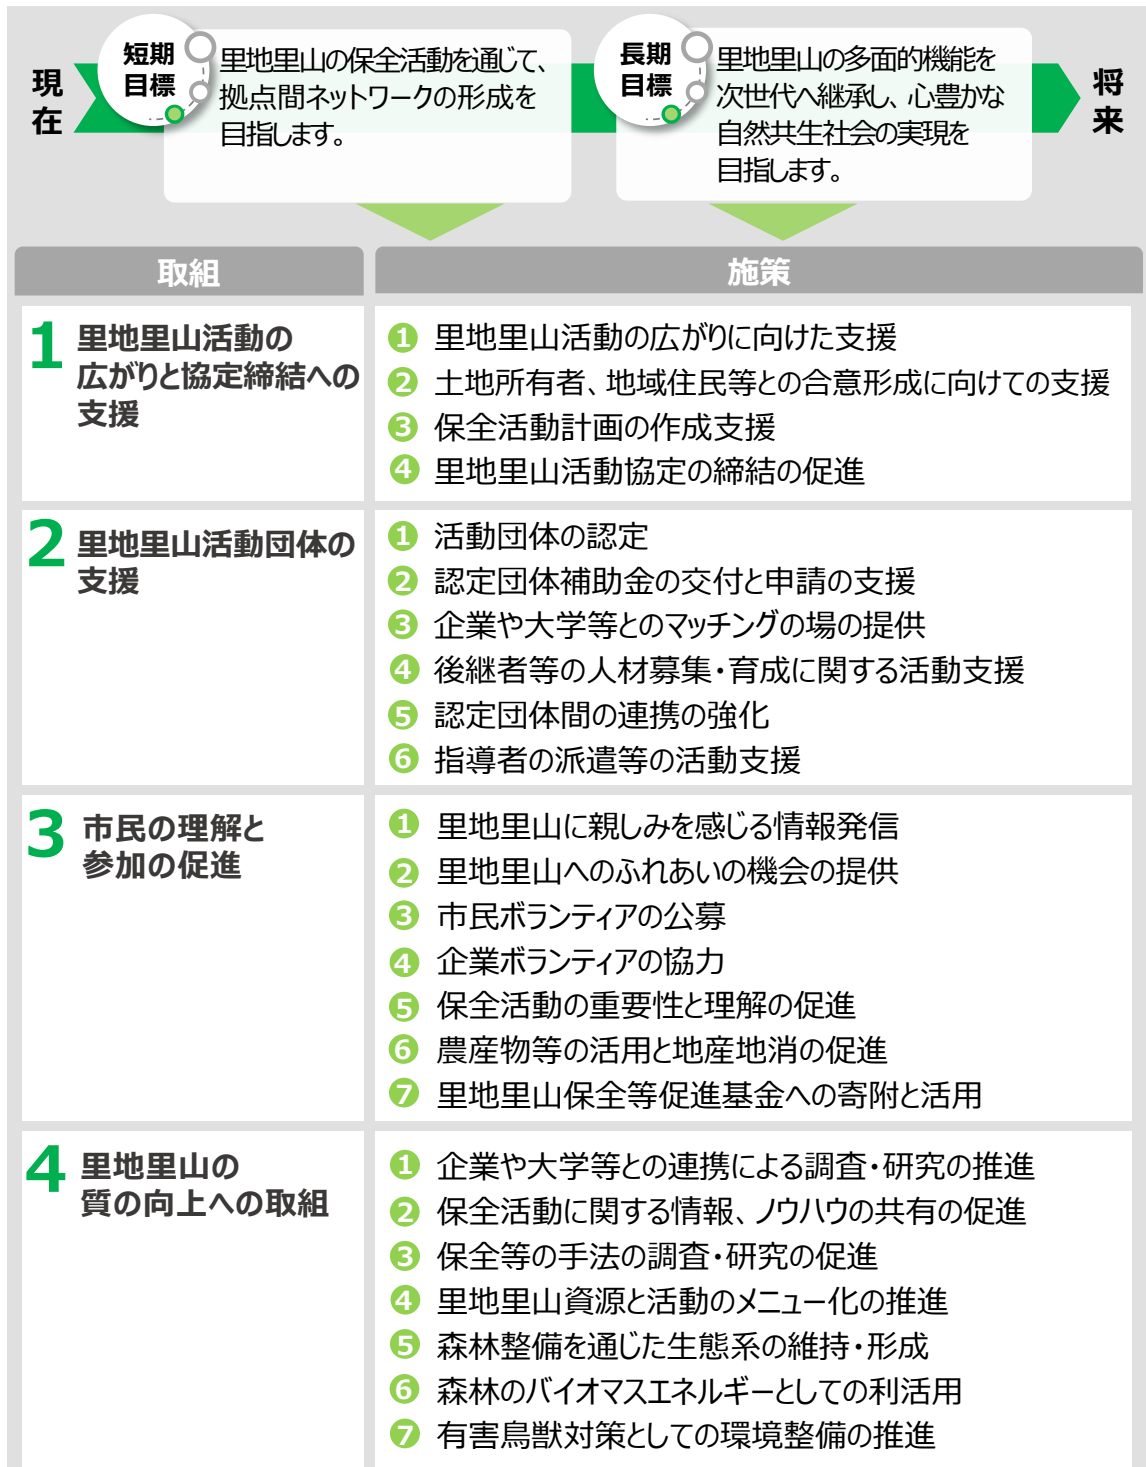 現在
短期目標
里地里山の保全活動を通じて、
拠点間ネットワークの形成を
目指します。
長期目標
里地里山の多面的機能を
次世代へ継承し、心豊かな
自然共生社会の実現を
目指します。
将来
取組
施策
1 里地里山活動の
広がりと協定締結への
支援
❶ 里地里山活動の広がりに向けた支援
❷ 土地所有者、地域住民等との合意形成に向けての支援
❸ 保全活動計画の作成支援
❹ 里地里山活動協定の締結の促進
2 里地里山活動団体の
支援
❶ 活動団体の認定
❷ 認定団体補助金の交付と申請の支援
❸ 企業や大学等とのマッチングの場の提供
❹ 後継者等の人材募集・育成に関する活動支援
❺ 認定団体間の連携の強化
❻ 指導者の派遣等の活動支援
3 市民の理解と
参加の促進
❶ 里地里山に親しみを感じる情報発信
❷ 里地里山へのふれあいの機会の提供
❸ 市民ボランティアの公募
❹ 企業ボランティアの協力
❺ 保全活動の重要性と理解の促進
❻ 農産物等の活用と地産地消の促進
❼ 里地里山保全等促進基金への寄附と活用
4 里地里山の
質の向上への取組
❶ 企業や大学等との連携による調査・研究の推進
❷ 保全活動に関する情報、ノウハウの共有の促進
❸ 保全等の手法の調査・研究の促進
❹ 里地里山資源と活動のメニュー化の推進
❺ 森林整備を通じた生態系の維持・形成
❻ 森林のバイオマスエネルギーとしての利活用
❼ 有害鳥獣対策としての環境整備の推進